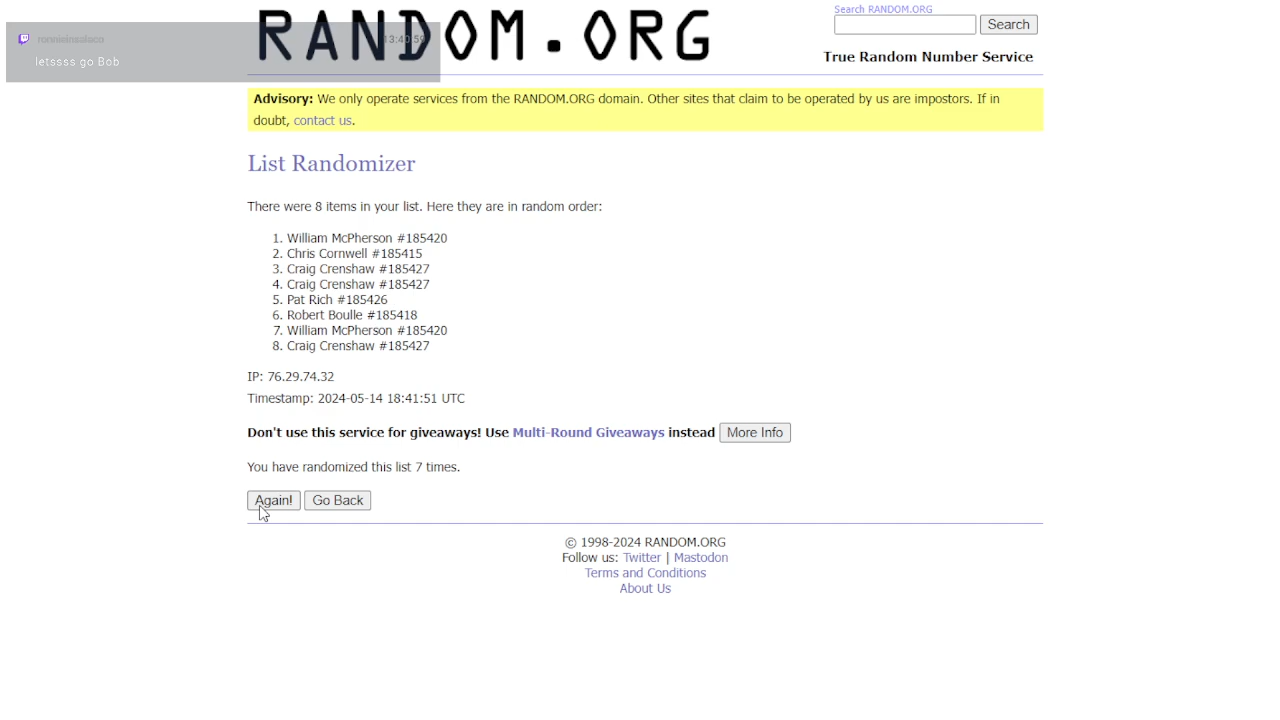 RANDOM.ORG
Search RANDOM.ORG
Search
True Random Number Service
ronnieinsalaco 13:40:59
letssss go Bob
Advisory: We only operate services from the RANDOM.ORG domain. Other sites that claim to be operated by us are impostors. If in
doubt, contact us.
List Randomizer
There were 8 items in your list. Here they are in random order:
1. William McPherson #185420
2. Chris Cornwell #185415
3. Craig Crenshaw #185427
4. Craig Crenshaw #185427
5. Pat Rich #185426
6. Robert Boulle #185418
7. William McPherson #185420
8. Craig Crenshaw #185427
IP: 76.29.74.32
Timestamp: 2024-05-14 18:41:51 UTC
Don't use this service for giveaways! Use Multi-Round Giveaways instead More Info
You have randomized this list 7 times.
Again! Go Back
© 1998-2024 RANDOM.ORG
Follow us: Twitter | Mastodon
Terms and Conditions
About Us